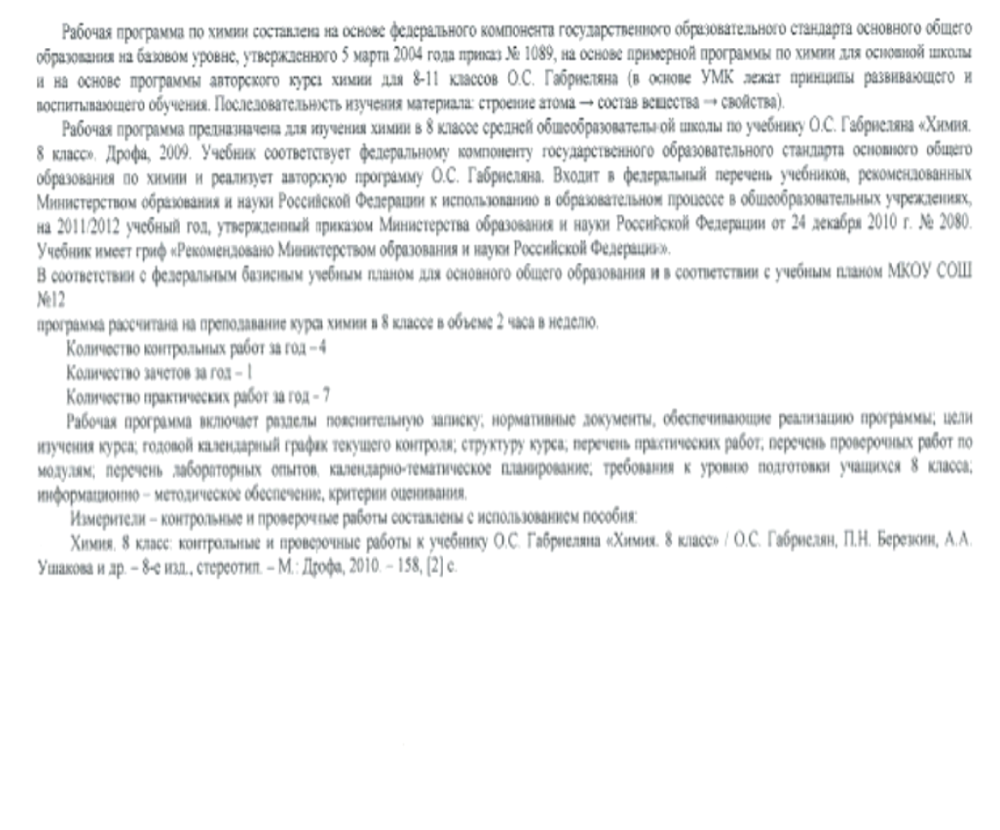 Рабочая программа по химии составлена на основе федерального компонента государственного образовательного стандарта основного общего
образования на базовом уровне, утвержденного 5 марта 2004 года приказ № 1089, на основе примерной программы по химии для основной школы
и на основе программы авторского курса химии для 8-11 классов О.С. Габриеляна (в основе УМК лежат принципы развивающего и
воспитывающего обучения. Последовательность изучения материала: строение атома → состав вещества → свойства).
Рабочая программа предназначена для изучения химии в 8 классе средней общеобразовательной школы по учебнику О.С. Габриеляна «Химия.
8 класс». Дрофа, 2009. Учебник соответствует федеральному компоненту государственного образовательного стандарта основного общего
образования по химии и реализует авторскую программу О.С. Габриеляна. Входит в федеральный перечень учебников, рекомендованных
Министерством образования и науки Российской Федерации к использованию в образовательном процессе в общеобразовательных учреждениях,
на 2011/2012 учебный год, утвержденный приказом Министерства образования и науки Российской Федерации от 24 декабря 2010 г. № 2080.
Учебник имеет гриф «Рекомендовано Министерством образования и науки Российской Федерации».
В соответствии с федеральным базисным учебным планом для основного общего образования и в соответствии с учебным планом МКОУ СОШ
№12
программа рассчитана на преподавание курса химии в 8 классе в объеме 2 часа в неделю.
Количество контрольных работ за год – 4
Количество зачетов за год – 1
Количество практических работ за год - 7
Рабочая программа включает разделы пояснительную записку; нормативные документы, обеспечивающие реализацию программы; цели
изучения курса; годовой календарный график текущего контроля; структуру курса; перечень практических работ; перечень проверочных работ по
модулям; перечень лабораторных опытов, календарно-тематическое планирование; требования к уровню подготовки учащихся 8 класса;
информационно – методическое обеспечение, критерии оценивания.
Измерители – контрольные и проверочные работы составлены с использованием пособия:
Химия. 8 класс: контрольные и проверочные работы к учебнику О.С. Габриеляна «Химия. 8 класс» / О.С. Габриелян, П.Н. Березкин, А.А.
Ушакова и др. – 8-е изд., стереотип. – М.: Дрофа, 2010. – 158, [2] с.